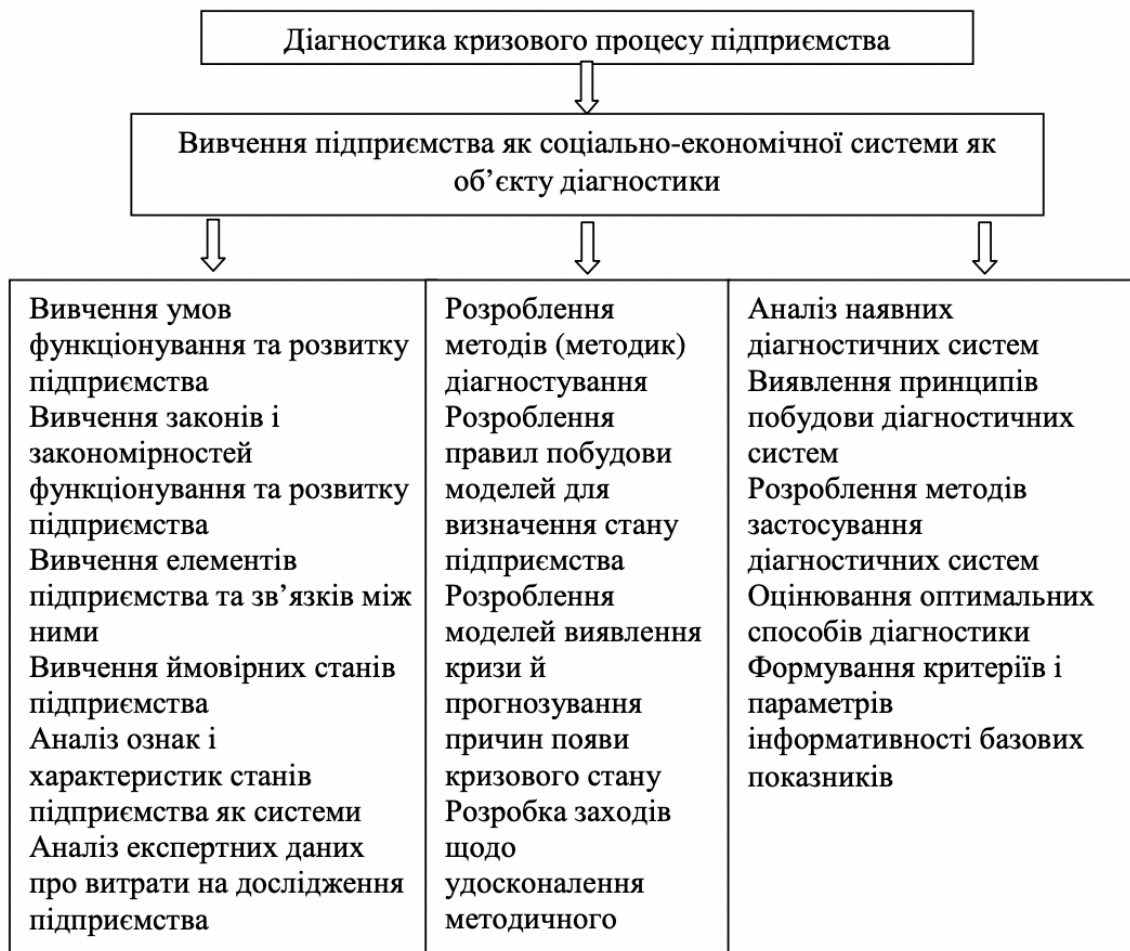 Діагностика кризового процесу підприємства
Вивчення підприємства як соціально-економічної системи як
об’єкту діагностики
Вивчення умов
функціонування та розвитку
підприємства
Вивчення законів і
закономірностей
функціонування та розвитку
підприємства
Вивчення елементів
підприємства та зв’язків між
ними
Вивчення ймовірних станів
підприємства
Аналіз ознак і
характеристик станів
підприємства як системи
Аналіз експертних даних
про витрати на дослідження
підприємства
Розроблення
методів (методик)
діагностування
Розроблення
правил побудови
моделей для
визначення стану
підприємства
Розроблення
моделей виявлення
кризи й
прогнозування
причин появи
кризового стану
Розробка заходів
щодо
удосконалення
методичного
Аналіз наявних
діагностичних систем
Виявлення принципів
побудови діагностичних
систем
Розроблення методів
застосування
діагностичних систем
Оцінювання оптимальних
способів діагностики
Формування критеріїв і
параметрів
інформативності базових
показників